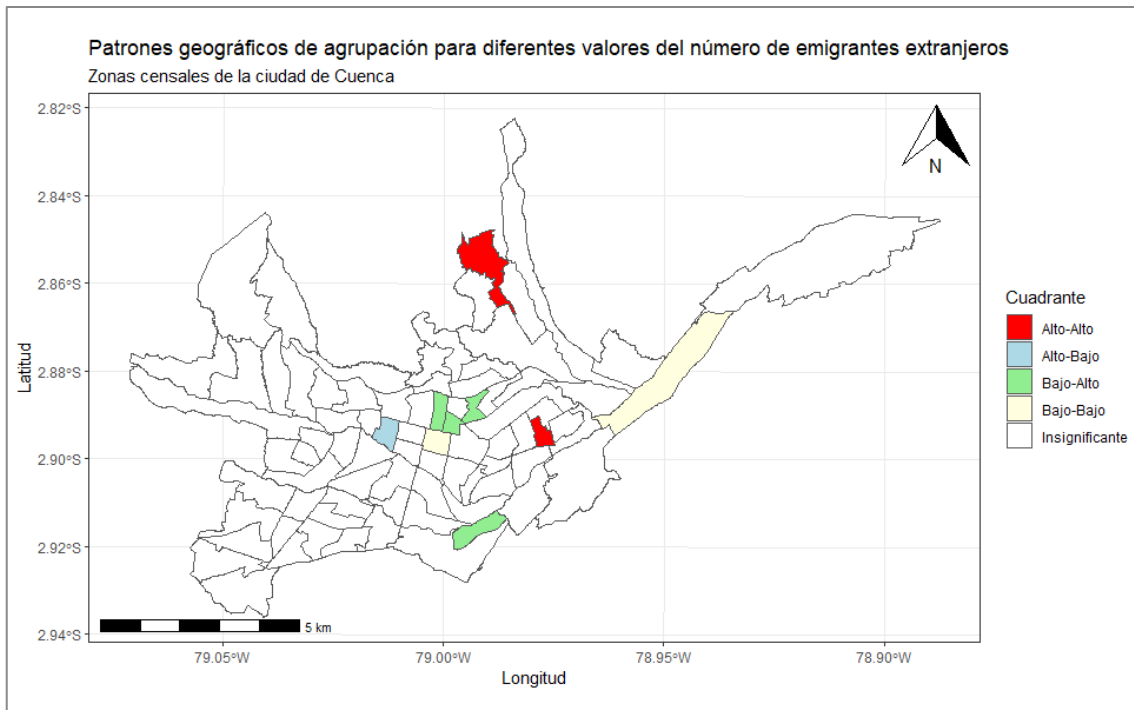 Patrones geográficos de agrupación para diferentes valores del número de emigrantes extranjeros
Zonas censales de la ciudad de Cuenca
2.82°S
2.84°S
2.86°S
2.88°S
2.90°S
2.92°S
2.94°S
Latitud
N
5 km
79.05°W
79.00°W
78.95°W
78.90°W
Longitud
Cuadrante
Alto-Alto
Alto-Bajo
Bajo-Alto
Bajo-Bajo
Insignificante